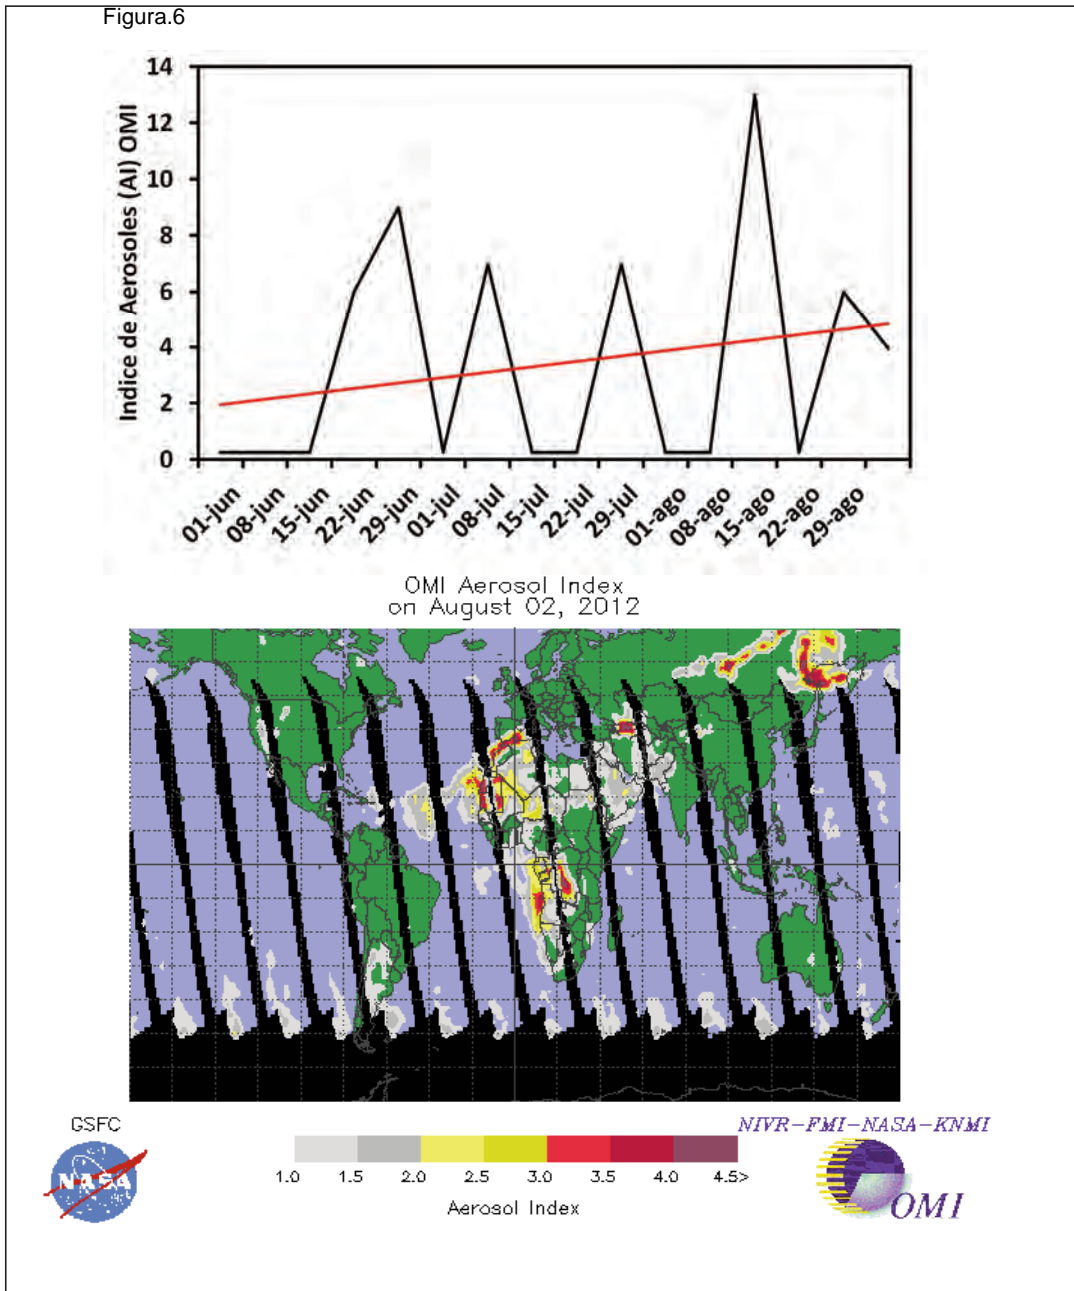 Figura.6
Indice de Aerosoles (AI) OMI
14
12
10
8
6
4
2
0
01-jun
08-jun
15-jun
22-jun
29-jun
01-jul
08-jul
15-jul
22-jul
29-jul
01-ago
08-ago
15-ago
22-ago
29-ago
OMI Aerosol Index
on August 02, 2012
GSFC
NASA
1.0 1.5 2.0 2.5 3.0 3.5 4.0 4.5>
Aerosol Index
NIVR-FMI-NASA-KNMI
OMI